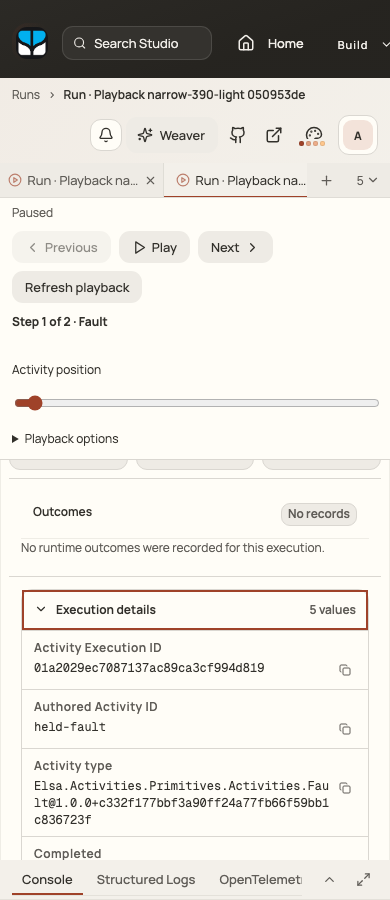 Search Studio
Home
Build
Runs › Run · Playback narrow-390-light 050953de
Weaver
A
Run · Playback na...
Run · Playback na...
5
Paused
Previous
Play
Next
Refresh playback
Step 1 of 2 · Fault
Activity position
Playback options
Outcomes
No records
No runtime outcomes were recorded for this execution.
Execution details
5 values
Activity Execution ID
01a2029ec7087137ac89ca3cf994d819
Authored Activity ID
held-fault
Activity type
Elsa.Activities.Primitives.Activities.Fau
lt@1.0.0+c332f177bbf3a90ff24a77fb66f59bb1
c836723f
Completed
Console
Structured Logs
OpenTelemet